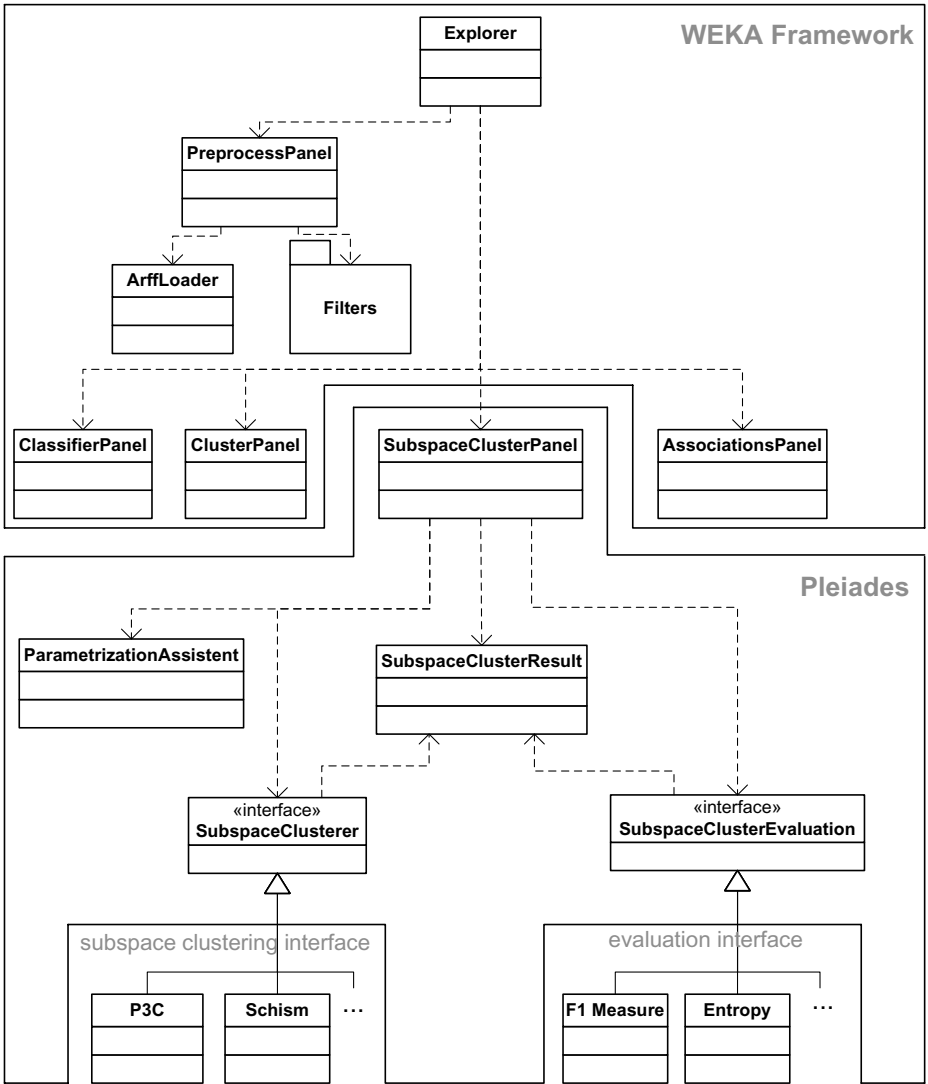 Explorer
WEKA Framework
PreprocessPanel
ArffLoader
Filters
ClassifierPanel
ClusterPanel
SubspaceClusterPanel
AssociationsPanel
Pleiades
ParametrizationAssistent
SubspaceClusterResult
«interface»
SubspaceClusterer
«interface»
SubspaceClusterEvaluation
subspace clustering interface
evaluation interface
P3C
Schism
...
F1 Measure
Entropy
...